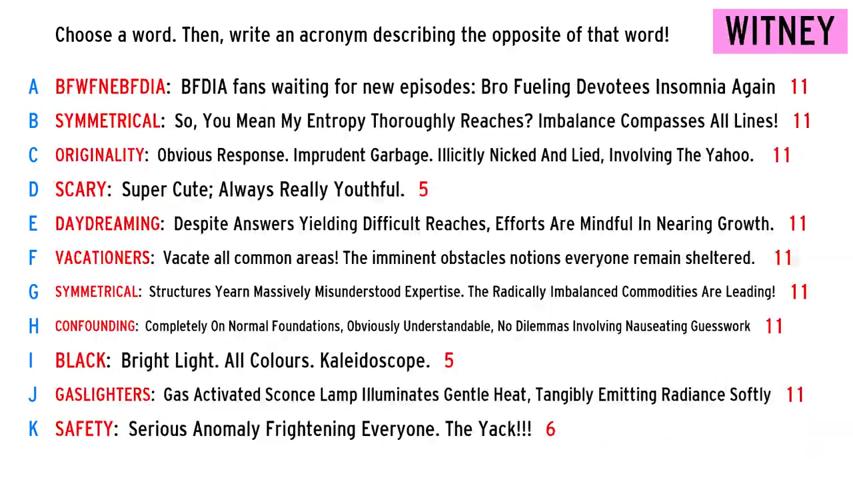 Choose a word. Then, write an acronym describing the opposite of that word!
WITNEY
A BFWFNEBFDIA: BFDIA fans waiting for new episodes: Bro Fueling Devotees Insomnia Again 11
B SYMMETRICAL: So, You Mean My Entropy Thoroughly Reaches? Imbalance Compasses All Lines! 11
C ORIGINALITY: Obvious Response. Imprudent Garbage. Illicitly Nicked And Lied, Involving The Yahoo. 11
D SCARY: Super Cute; Always Really Youthful. 5
E DAYDREAMING: Despite Answers Yielding Difficult Reaches, Efforts Are Mindful In Nearing Growth. 11
F VACATIONERS: Vacate all common areas! The imminent obstacles notions everyone remain sheltered. 11
G SYMMETRICAL: Structures Yearn Massively Misunderstood Expertise. The Radically Imbalanced Commodities Are Leading! 11
H CONFOUNDING: Completely On Normal Foundations, Obviously Understandable, No Dilemmas Involving Nauseating Guesswork 11
I BLACK: Bright Light. All Colours. Kaleidoscope. 5
J GASLIGHTERS: Gas Activated Sconce Lamp Illuminates Gentle Heat, Tangibly Emitting Radiance Softly 11
K SAFETY: Serious Anomaly Frightening Everyone. The Yack!!! 6